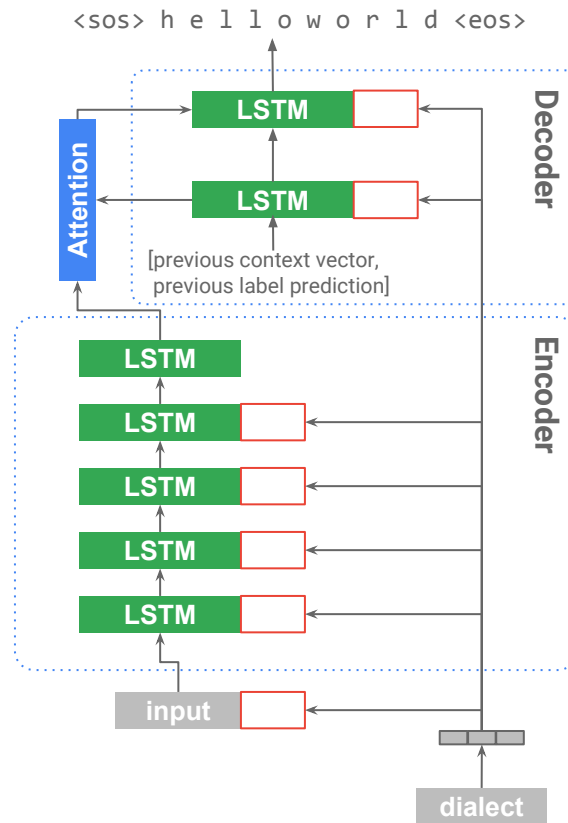 <sos> h e l l o w o r l d <eos>
Decoder
LSTM
Attention
LSTM
[previous context vector,
previous label prediction]
Encoder
LSTM
LSTM
LSTM
LSTM
LSTM
input
dialect